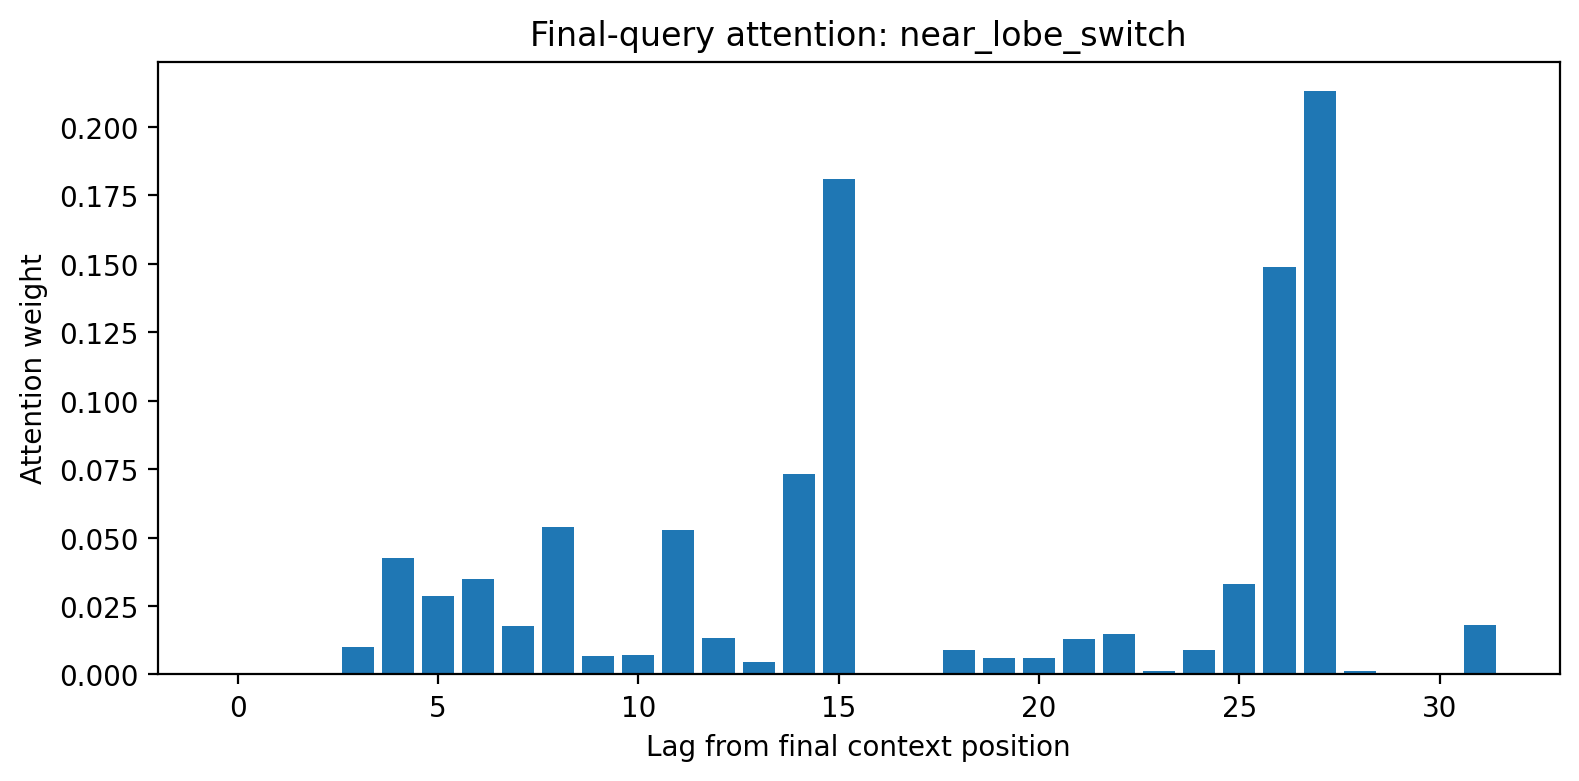 Final-query attention: near_lobe_switch
Attention weight
0.200
0.175
0.150
0.125
0.100
0.075
0.050
0.025
0.000
0 5 10 15 20 25 30
Lag from final context position